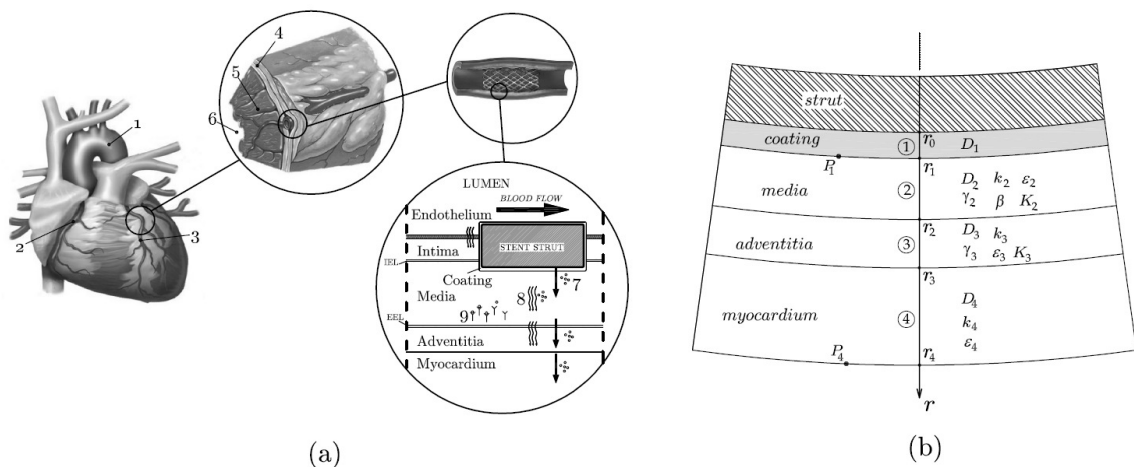 1
2
3
4
5
6
LUMEN
BLOOD FLOW
Endothelium
Intima
STENT STRUT
IEL
Coating
7
Media
8
9
EEL
Adventitia
Myocardium
(a)
strut
coating
① r₀ D₁
P₁ r₁
media ② D₂ k₂ ε₂
γ₂ β K₂
r₂
adventitia ③ D₃ k₃
γ₃ ε₃ K₃
r₃
myocardium ④ D₄
k₄
ε₄
P₄ r₄
r
(b)